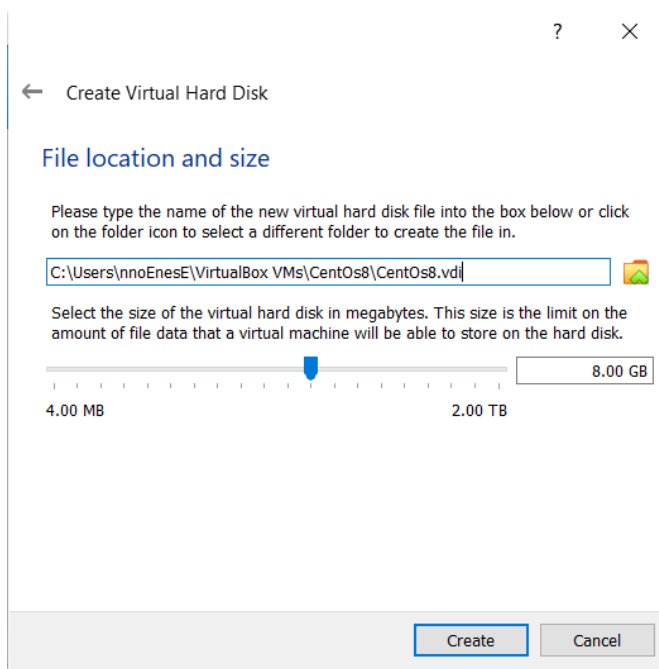 ?
Create Virtual Hard Disk
File location and size
Please type the name of the new virtual hard disk file into the box below or click
on the folder icon to select a different folder to create the file in.
C:\Users\nnoEnesE\VirtualBox VMs\CentOs8\CentOs8.vdi
Select the size of the virtual hard disk in megabytes. This size is the limit on the
amount of file data that a virtual machine will be able to store on the hard disk.
8.00 GB
4.00 MB 2.00 TB
Create Cancel